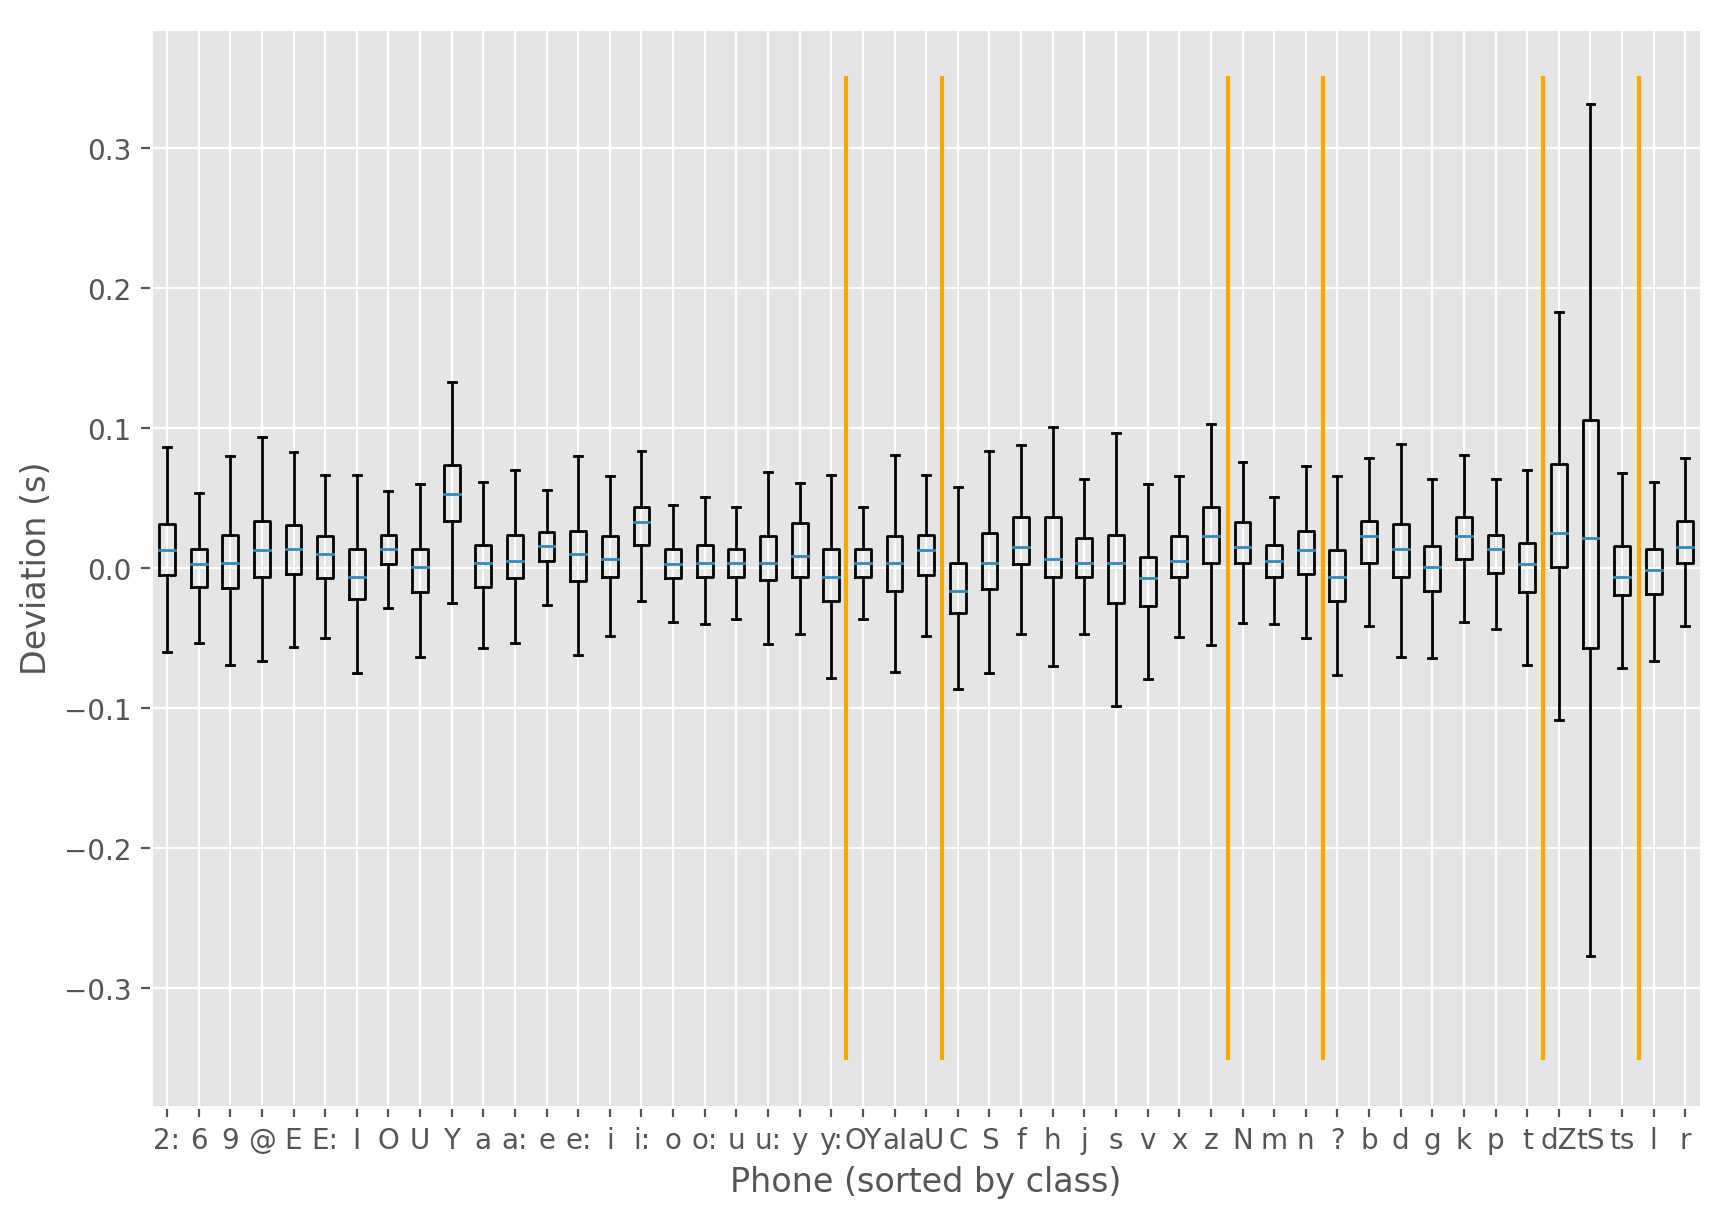 0.3
0.2
0.1
0.0
−0.1
−0.2
−0.3
Deviation (s)
2: 6 9 @ E E: I O U Y a a: e e: i i: o o: u u: y y: OY aI aU C S f h j s v x z N m n ? b d g k p t dZ tS ts l r
Phone (sorted by class)